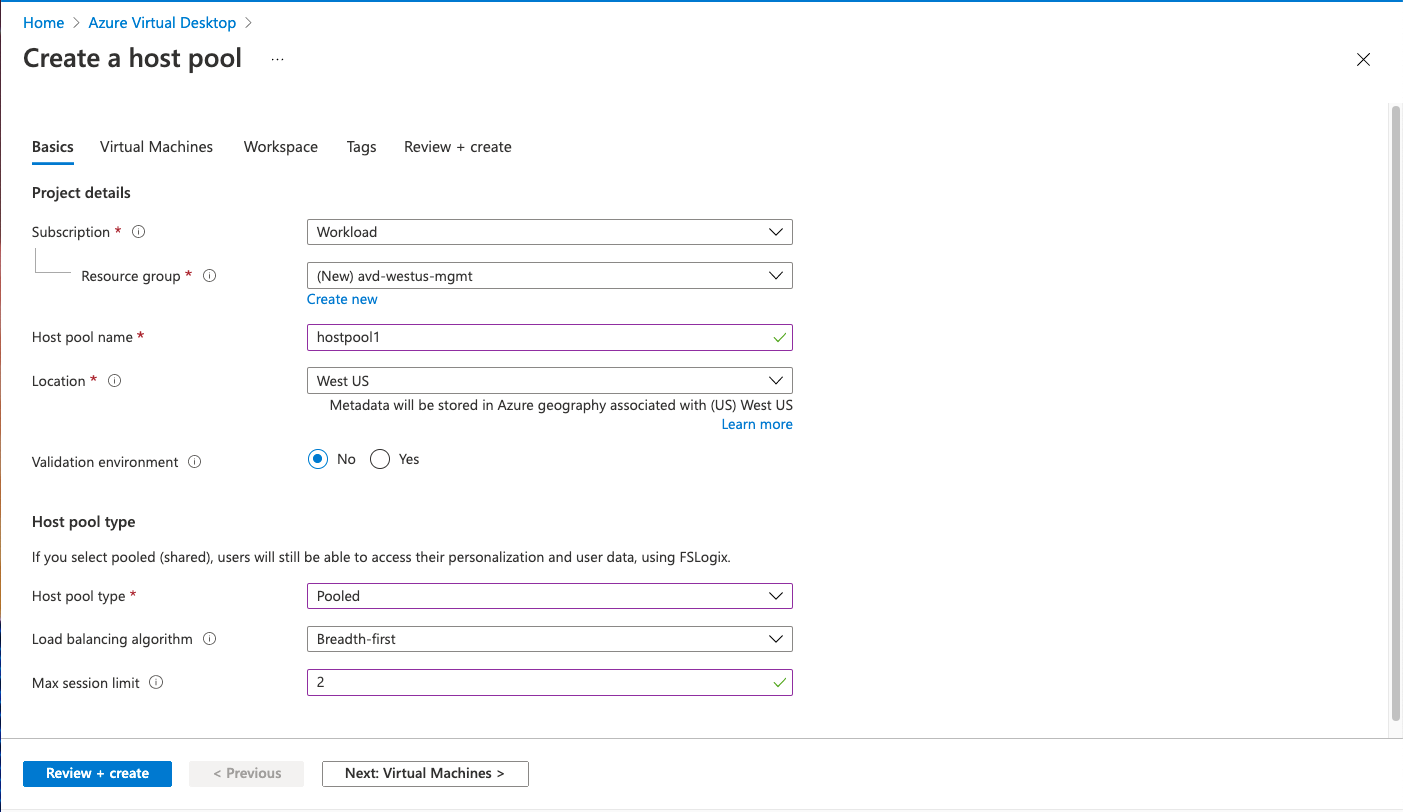 Home > Azure Virtual Desktop >
Create a host pool ...
Basics Virtual Machines Workspace Tags Review + create
Project details
Subscription * Workload
Resource group * (New) avd-westus-mgmt
Create new
Host pool name * hostpool1
Location * West US
Metadata will be stored in Azure geography associated with (US) West US
Learn more
Validation environment No Yes
Host pool type
If you select pooled (shared), users will still be able to access their personalization and user data, using FSLogix.
Host pool type * Pooled
Load balancing algorithm Breadth-first
Max session limit 2
Review + create < Previous Next: Virtual Machines >